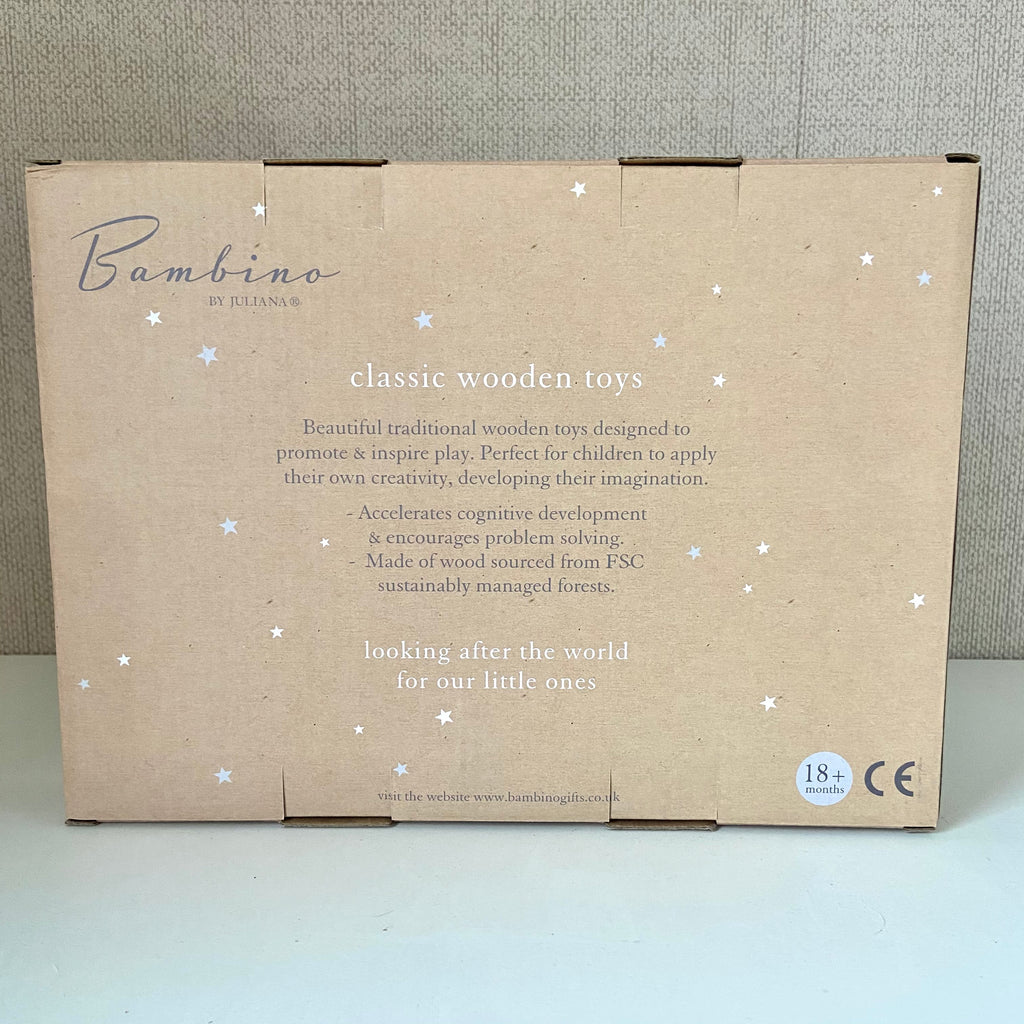 Bambino
BY JULIANA®
classic wooden toys
Beautiful traditional wooden toys designed to
promote & inspire play. Perfect for children to apply
their own creativity, developing their imagination.
- Accelerates cognitive development
& encourages problem solving.
- Made of wood sourced from FSC
sustainably managed forests.
looking after the world
for our little ones
18+
months
CE
visit the website www.bambinogifts.co.uk